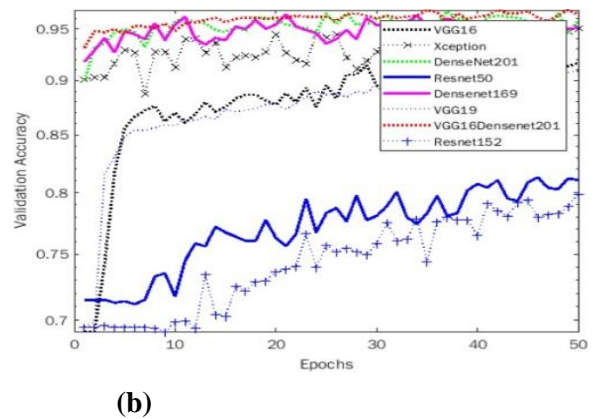 0.95
0.9
0.85
0.8
0.75
0.7
Validation Accuracy
VGG16
Xception
DenseNet201
Resnet50
Densenet169
VGG19
VGG16Densenet201
Resnet152
0 10 20 30 40 50
Epochs
(b)